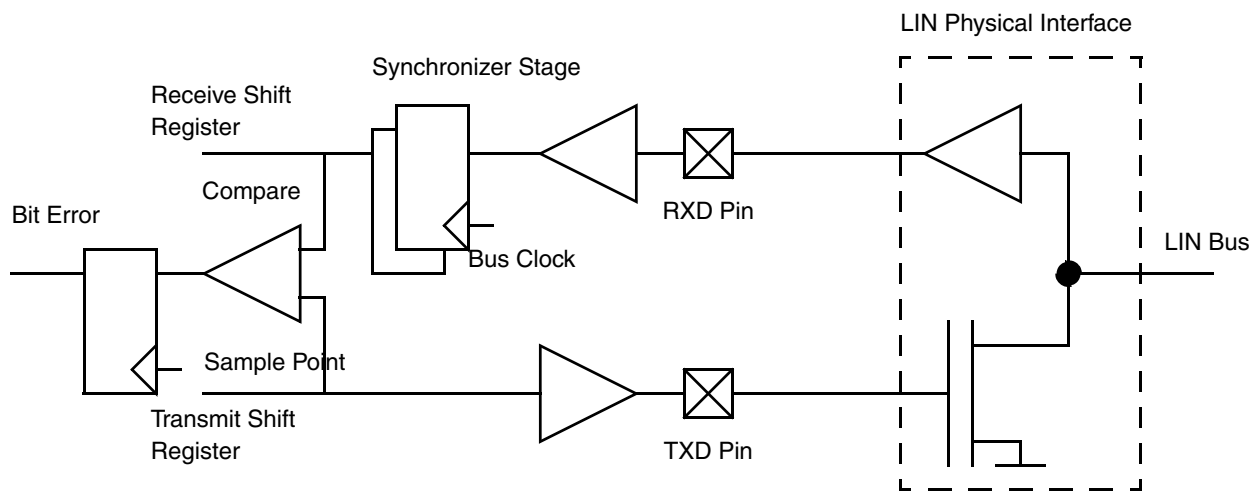 LIN Physical Interface
Synchronizer Stage
Receive Shift
Register
Compare
RXD Pin
Bit Error
LIN Bus
Bus Clock
Sample Point
Transmit Shift
Register
TXD Pin